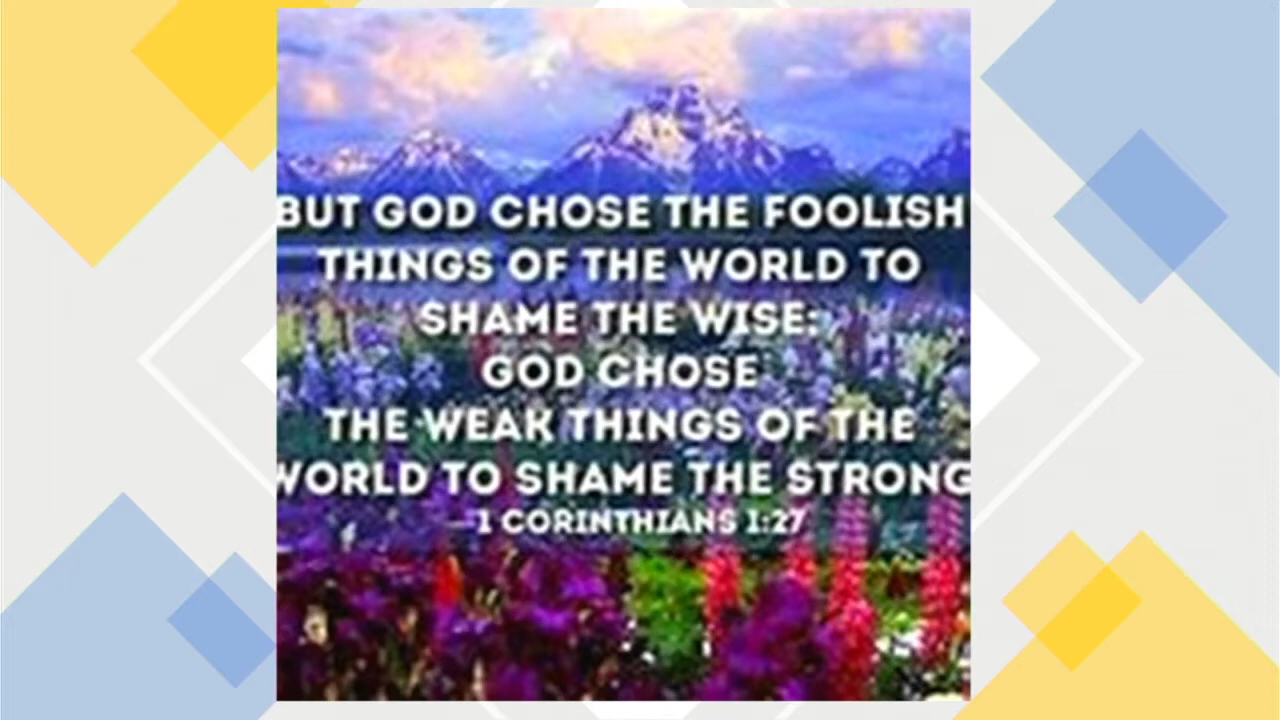 BUT GOD CHOSE THE FOOLISH
THINGS OF THE WORLD TO
SHAME THE WISE:
GOD CHOSE
THE WEAK THINGS OF THE
WORLD TO SHAME THE STRONG
—1 CORINTHIANS 1:27